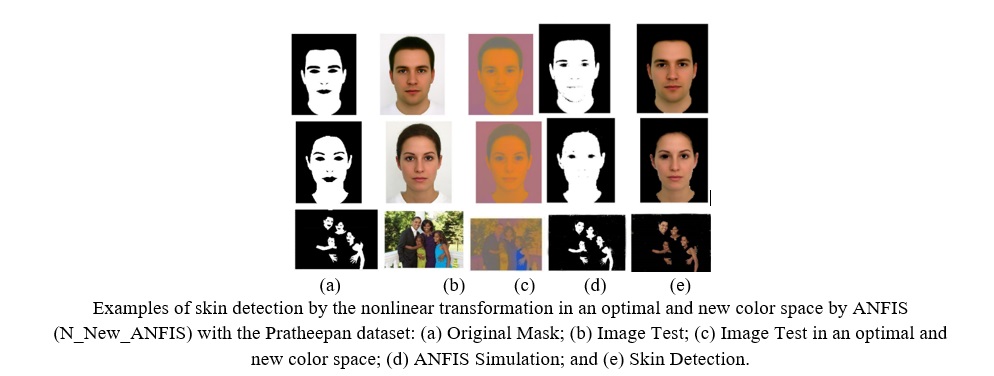 (a) (b) (c) (d) (e)
Examples of skin detection by the nonlinear transformation in an optimal and new color space by ANFIS
(N_New_ANFIS) with the Pratheepan dataset: (a) Original Mask; (b) Image Test; (c) Image Test in an optimal and
new color space; (d) ANFIS Simulation; and (e) Skin Detection.